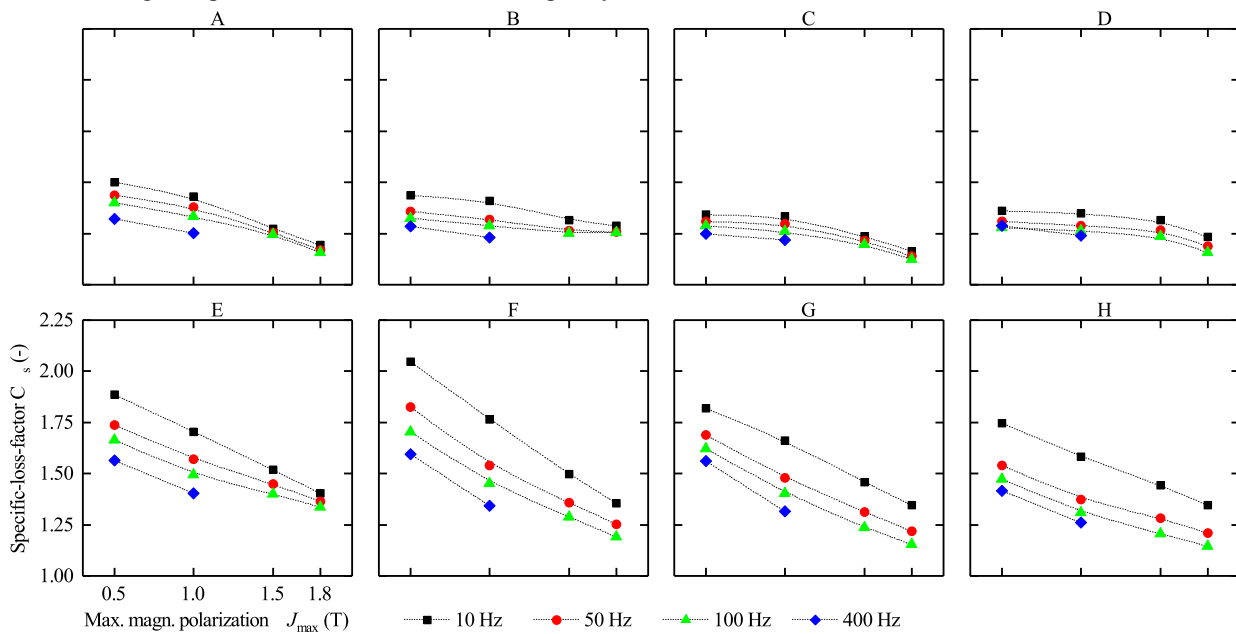 A B C D
E F G H
2.25
2.00
1.75
1.50
1.25
1.00
Specific-loss-factor C s (-)
0.5 1.0 1.5 1.8
Max. magn. polarization Jmax (T)
10 Hz 50 Hz 100 Hz 400 Hz